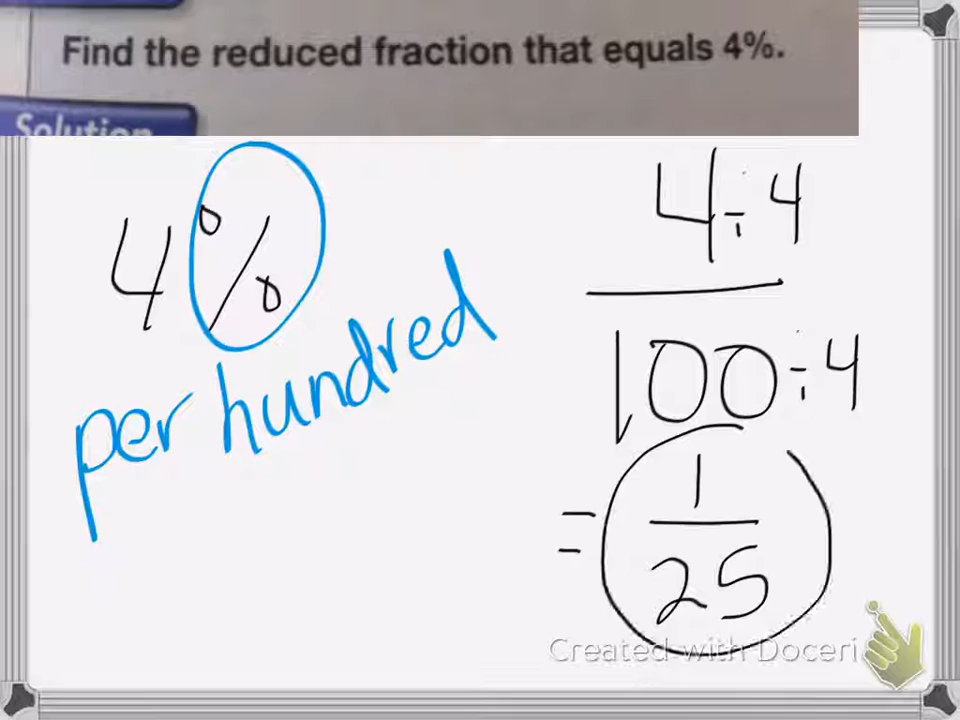 Find the reduced fraction that equals 4%.
Solution
4%
per hundred
4 ÷ 4
100 ÷ 4
= 1
25
Created with Doceri